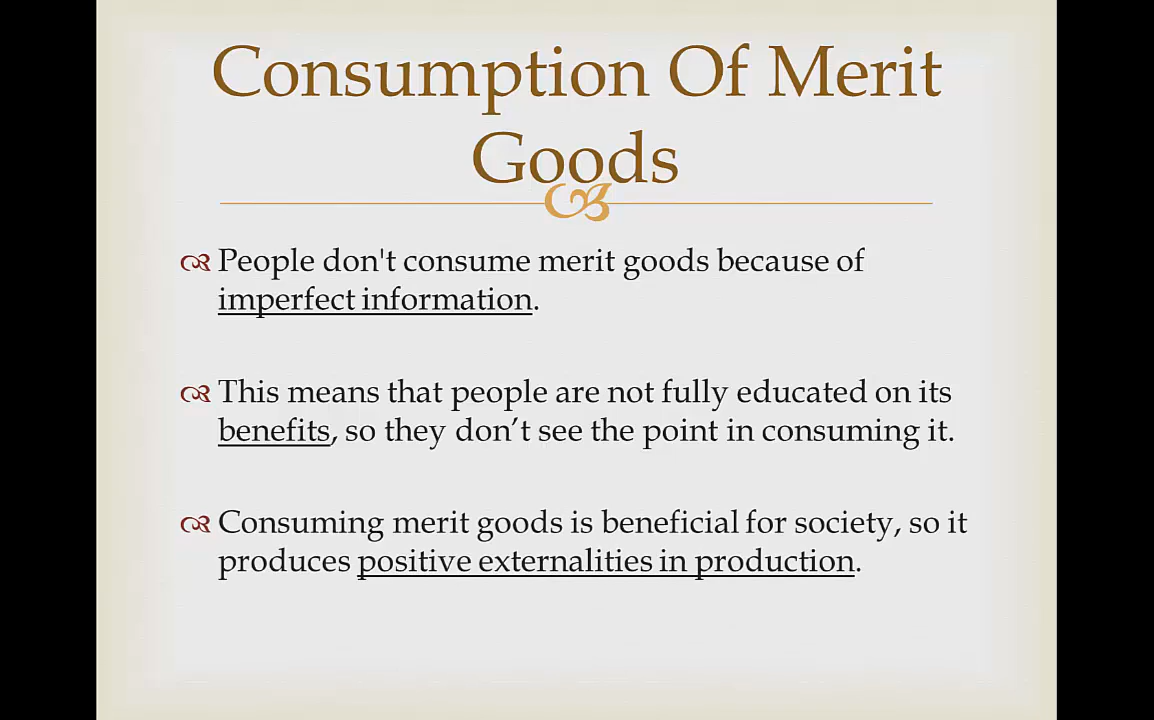 Consumption Of Merit
Goods
People don't consume merit goods because of
imperfect information.
This means that people are not fully educated on its
benefits, so they don’t see the point in consuming it.
Consuming merit goods is beneficial for society, so it
produces positive externalities in production.